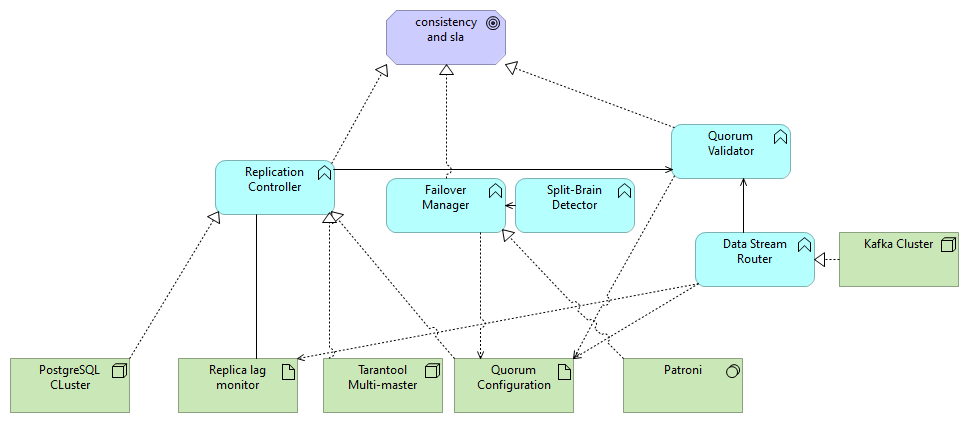 consistency
and sla
Quorum
Validator
Replication
Controller
Failover
Manager
Split-Brain
Detector
Data Stream
Router
Kafka Cluster
PostgreSQL
CLuster
Replica lag
monitor
Tarantool
Multi-master
Quorum
Configuration
Patroni